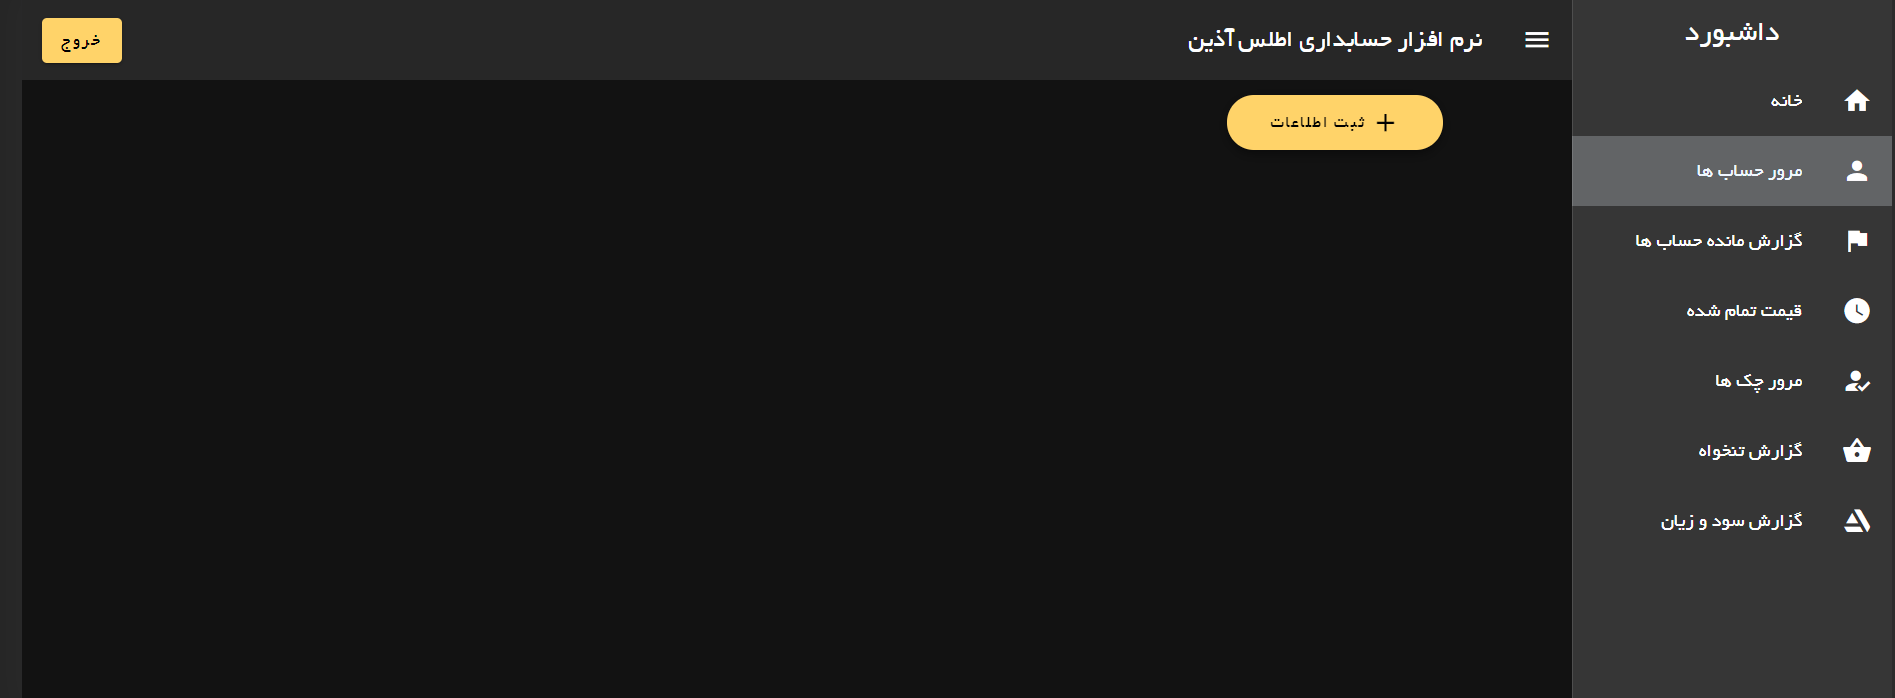 داشبورد
خانه
مرور حساب ها
گزارش مانده حساب ها
قیمت تمام شده
مرور چک ها
گزارش تنخواه
گزارش سود و زیان
نرم افزار حسابداری اطلس آذین
خروج
ثبت اطلاعات